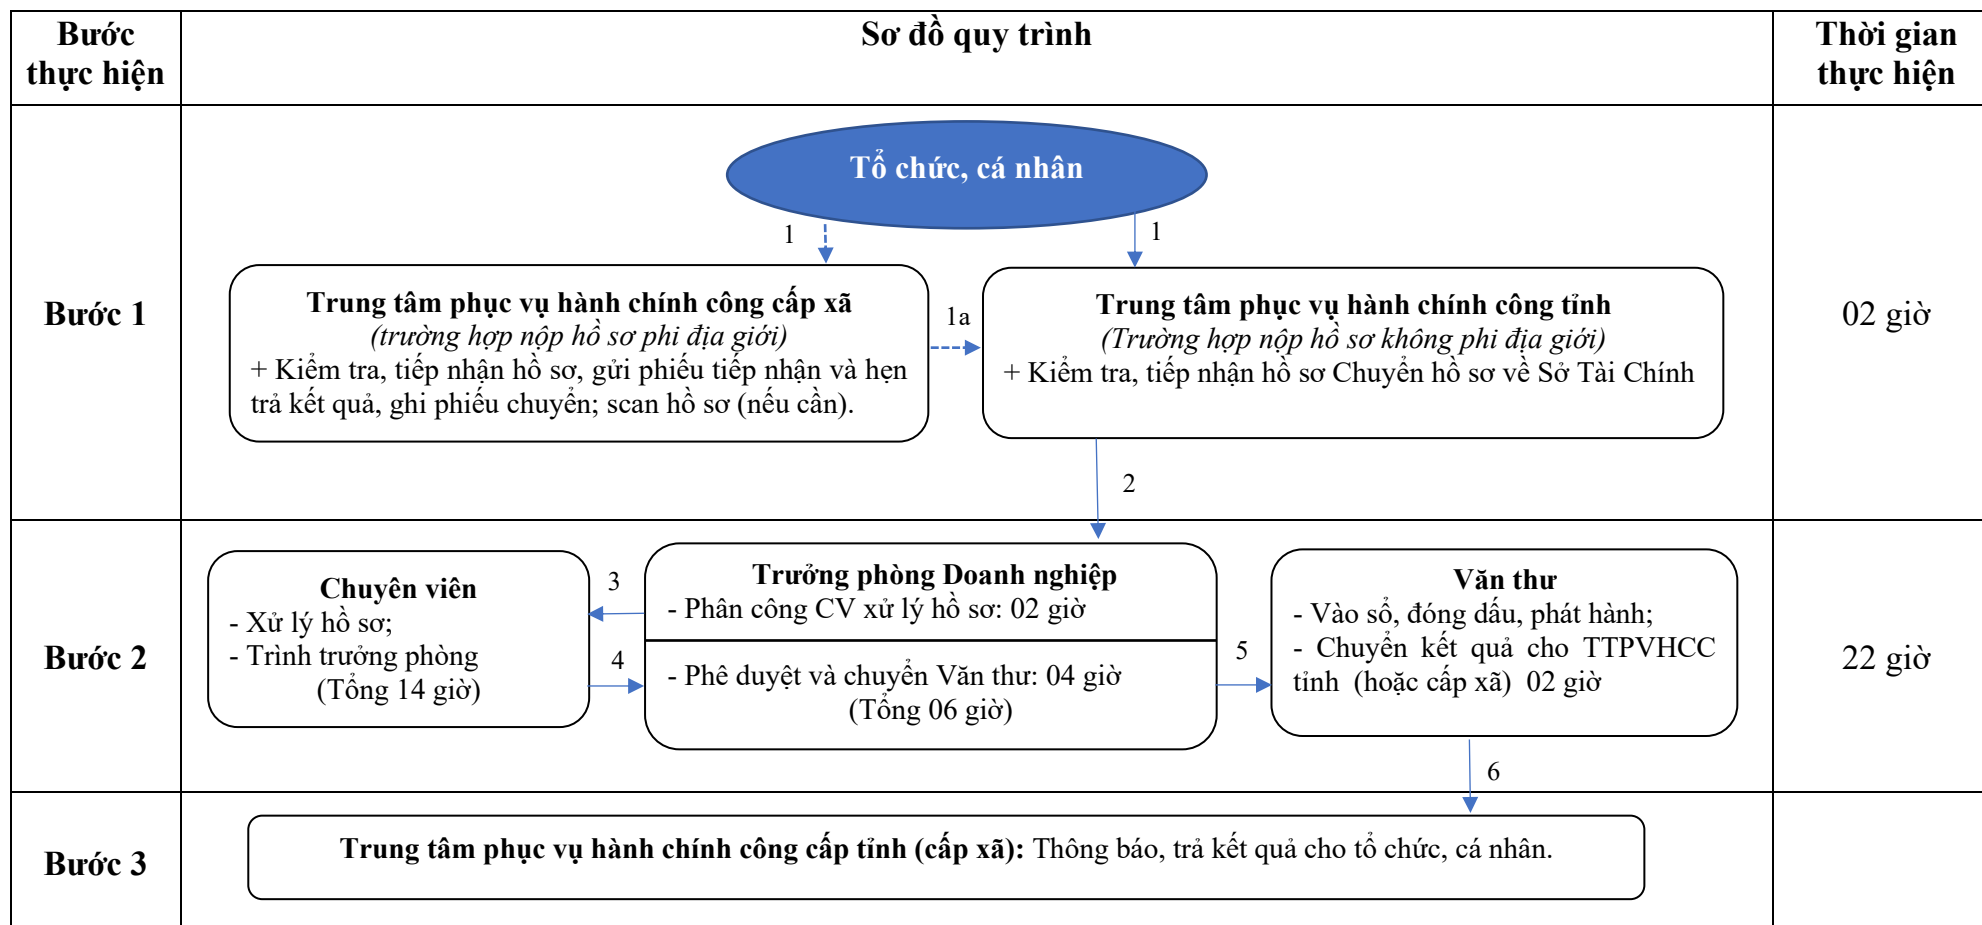 Bước
thực hiện
Sơ đồ quy trình
Thời gian
thực hiện
Bước 1
Tổ chức, cá nhân
1
1
Trung tâm phục vụ hành chính công cấp xã
(trường hợp nộp hồ sơ phi địa giới)
+ Kiểm tra, tiếp nhận hồ sơ, gửi phiếu tiếp nhận và hẹn
trả kết quả, ghi phiếu chuyển; scan hồ sơ (nếu cần).
1a
Trung tâm phục vụ hành chính công tỉnh
(Trường hợp nộp hồ sơ không phi địa giới)
+ Kiểm tra, tiếp nhận hồ sơ Chuyển hồ sơ về Sở Tài Chính
02 giờ
2
Bước 2
Chuyên viên
- Xử lý hồ sơ;
- Trình trưởng phòng
(Tổng 14 giờ)
3
4
Trưởng phòng Doanh nghiệp
- Phân công CV xử lý hồ sơ: 02 giờ
- Phê duyệt và chuyển Văn thư: 04 giờ
(Tổng 06 giờ)
5
Văn thư
- Vào sổ, đóng dấu, phát hành;
- Chuyển kết quả cho TTPVHCC
tỉnh (hoặc cấp xã) 02 giờ
22 giờ
6
Bước 3
Trung tâm phục vụ hành chính công cấp tỉnh (cấp xã): Thông báo, trả kết quả cho tổ chức, cá nhân.